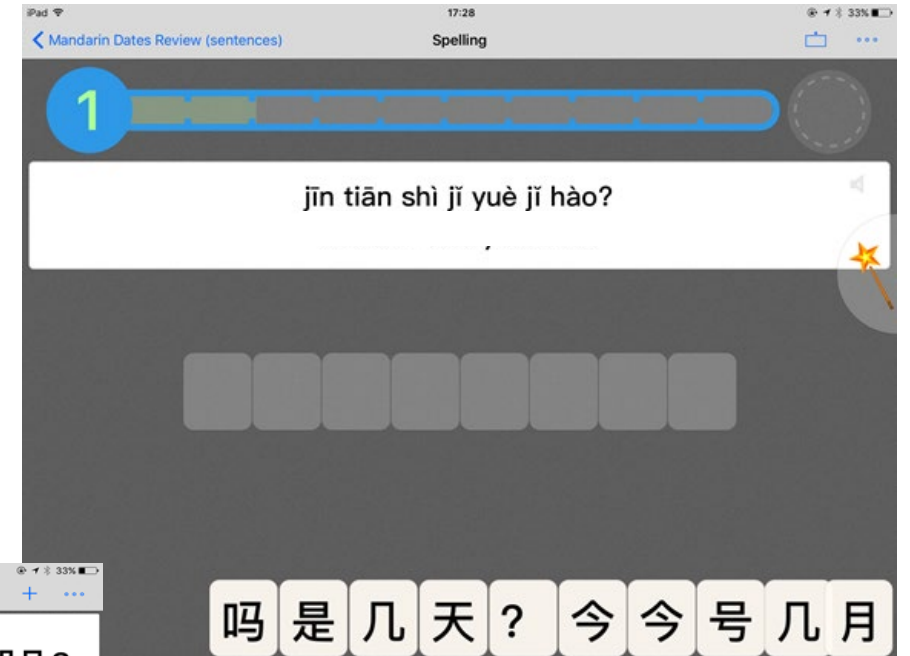 iPad 17:28 33%
Mandarin Dates Review (sentences) Spelling
1
jīn tiān shì jǐ yuè jǐ hào?
33%
+ ...
吗 是 几 天 ? 今 今 号 几 月